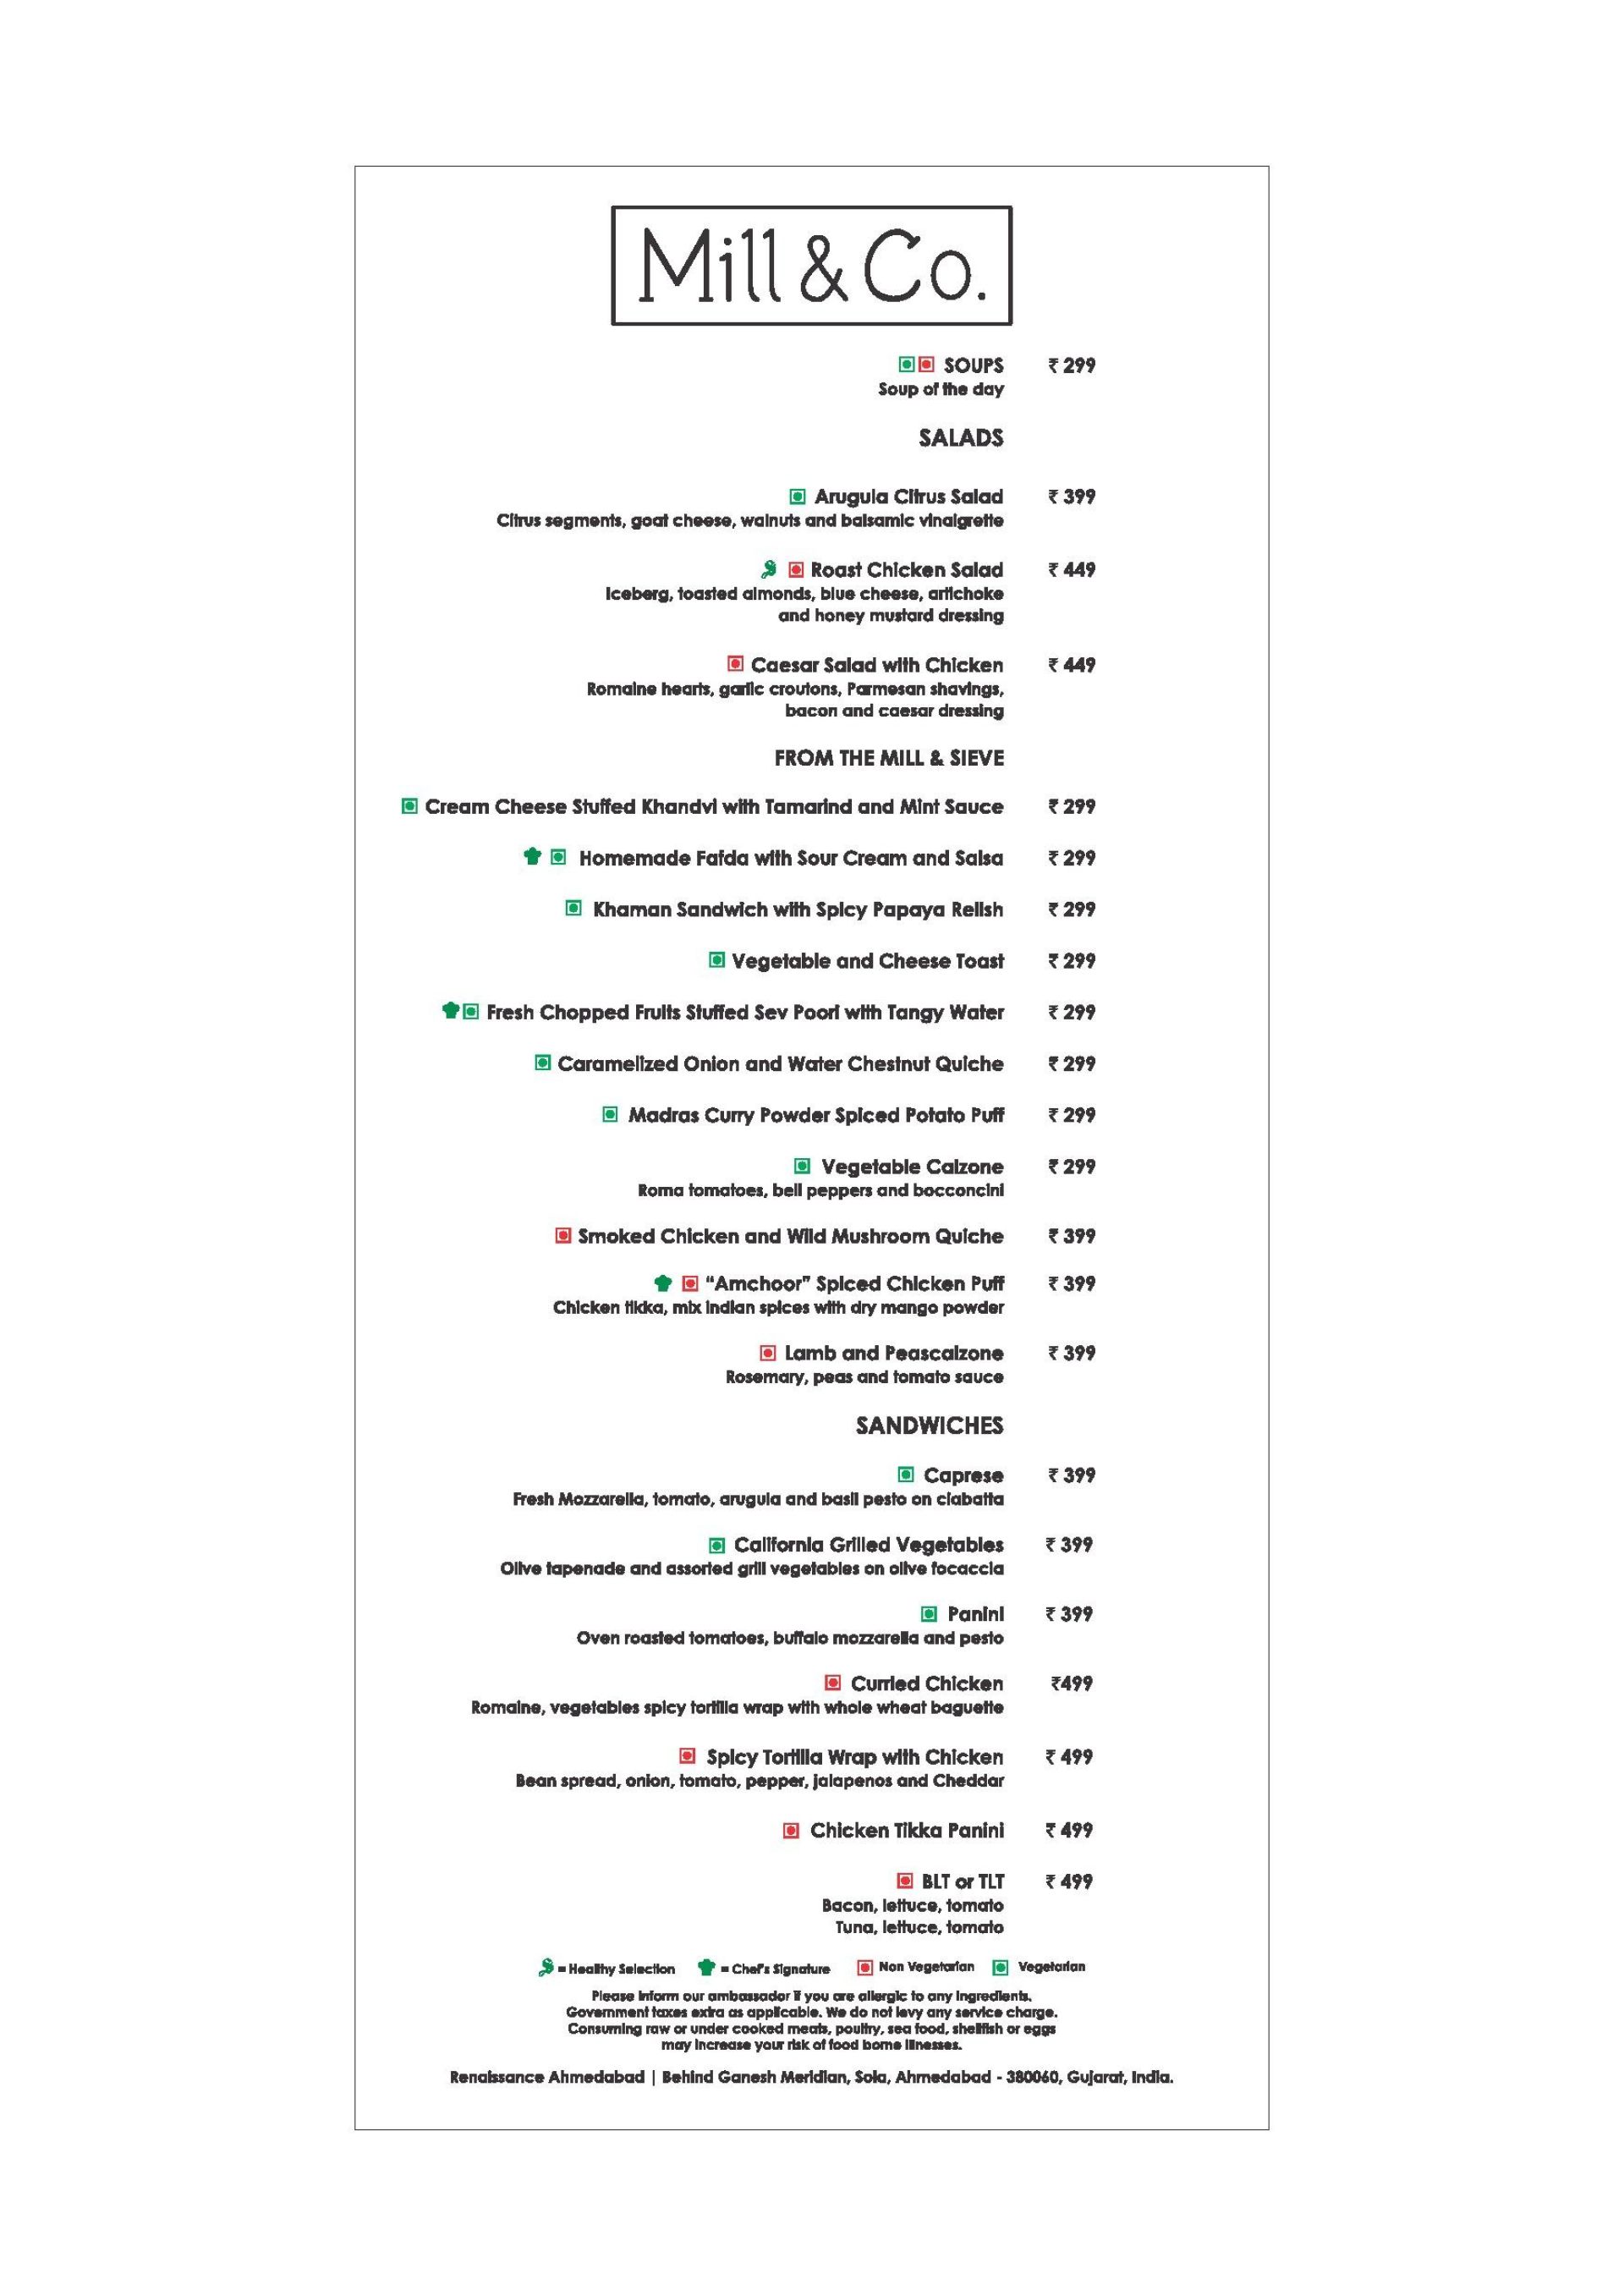 Mill & Co.
SOUPS ₹ 299
Soup of the day
SALADS
Arugula Citrus Salad ₹ 399
Citrus segments, goat cheese, walnuts and balsamic vinaigrette
Roast Chicken Salad ₹ 449
Iceberg, toasted almonds, blue cheese, artichoke
and honey mustard dressing
Caesar Salad with Chicken ₹ 449
Romaine hearts, garlic croutons, Parmesan shavings,
bacon and caesar dressing
FROM THE MILL & SIEVE
Cream Cheese Stuffed Khandvi with Tamarind and Mint Sauce ₹ 299
Homemade Fafda with Sour Cream and Salsa ₹ 299
Khaman Sandwich with Spicy Papaya Relish ₹ 299
Vegetable and Cheese Toast ₹ 299
Fresh Chopped Fruits Stuffed Sev Poori with Tangy Water ₹ 299
Caramelized Onion and Water Chestnut Quiche ₹ 299
Madras Curry Powder Spiced Potato Puff ₹ 299
Vegetable Calzone ₹ 299
Roma tomatoes, bell peppers and bocconcini
Smoked Chicken and Wild Mushroom Quiche ₹ 399
“Amchoor” Spiced Chicken Puff ₹ 399
Chicken tikka, mix Indian spices with dry mango powder
Lamb and Peascalzone ₹ 399
Rosemary, peas and tomato sauce
SANDWICHES
Caprese ₹ 399
Fresh Mozzarella, tomato, arugula and basil pesto on ciabatta
California Grilled Vegetables ₹ 399
Olive tapenade and assorted grill vegetables on olive focaccia
Panini ₹ 399
Oven roasted tomatoes, buffalo mozzarella and pesto
Curried Chicken ₹499
Romaine, vegetables spicy tortilla wrap with whole wheat baguette
Spicy Tortilla Wrap with Chicken ₹ 499
Bean spread, onion, tomato, pepper, jalapenos and Cheddar
Chicken Tikka Panini ₹ 499
BLT or TLT ₹ 499
Bacon, lettuce, tomato
Tuna, lettuce, tomato
= Healthy Selection = Chef's Signature Non Vegetarian Vegetarian
Please inform our ambassador if you are allergic to any ingredients.
Government taxes extra as applicable. We do not levy any service charge.
Consuming raw or under cooked meats, poultry, sea food, shellfish or eggs
may increase your risk of food borne illnesses.
Renaissance Ahmedabad | Behind Ganesh Meridian, Sola, Ahmedabad - 380060, Gujarat, India.